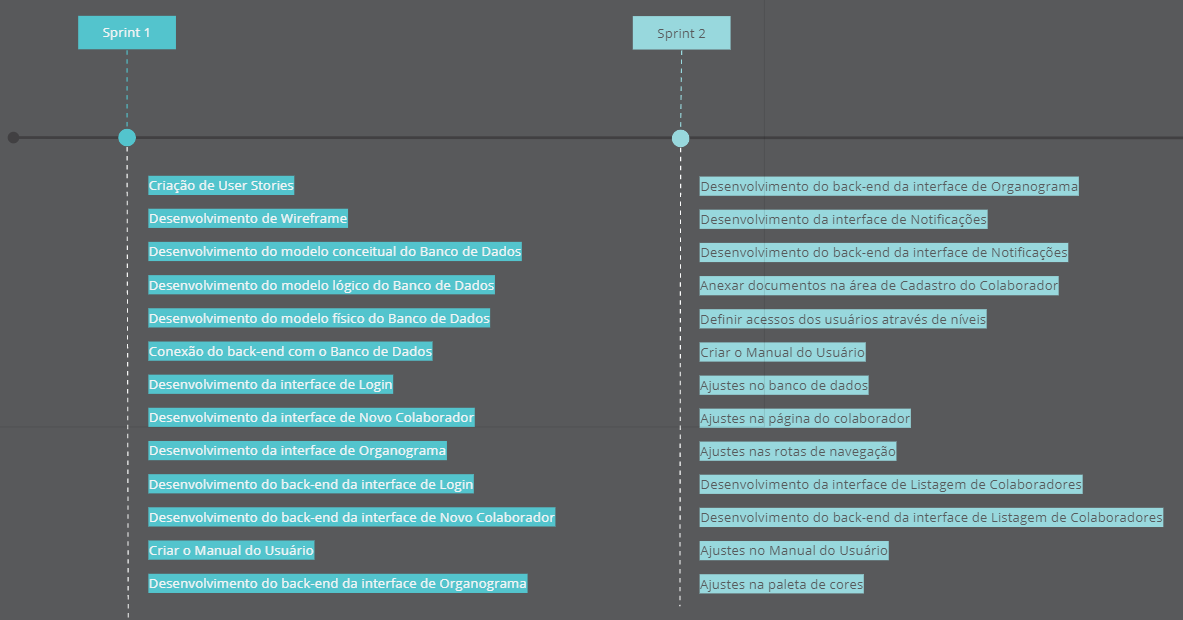 Sprint 1
Sprint 2
Criação de User Stories
Desenvolvimento de Wireframe
Desenvolvimento do modelo conceitual do Banco de Dados
Desenvolvimento do modelo lógico do Banco de Dados
Desenvolvimento do modelo físico do Banco de Dados
Conexão do back-end com o Banco de Dados
Desenvolvimento da interface de Login
Desenvolvimento da interface de Novo Colaborador
Desenvolvimento da interface de Organograma
Desenvolvimento do back-end da interface de Login
Desenvolvimento do back-end da interface de Novo Colaborador
Criar o Manual do Usuário
Desenvolvimento do back-end da interface de Organograma
Desenvolvimento do back-end da interface de Organograma
Desenvolvimento da interface de Notificações
Desenvolvimento do back-end da interface de Notificações
Anexar documentos na área de Cadastro do Colaborador
Definir acessos dos usuários através de níveis
Criar o Manual do Usuário
Ajustes no banco de dados
Ajustes na página do colaborador
Ajustes nas rotas de navegação
Desenvolvimento da interface de Listagem de Colaboradores
Desenvolvimento do back-end da interface de Listagem de Colaboradores
Ajustes no Manual do Usuário
Ajustes na paleta de cores